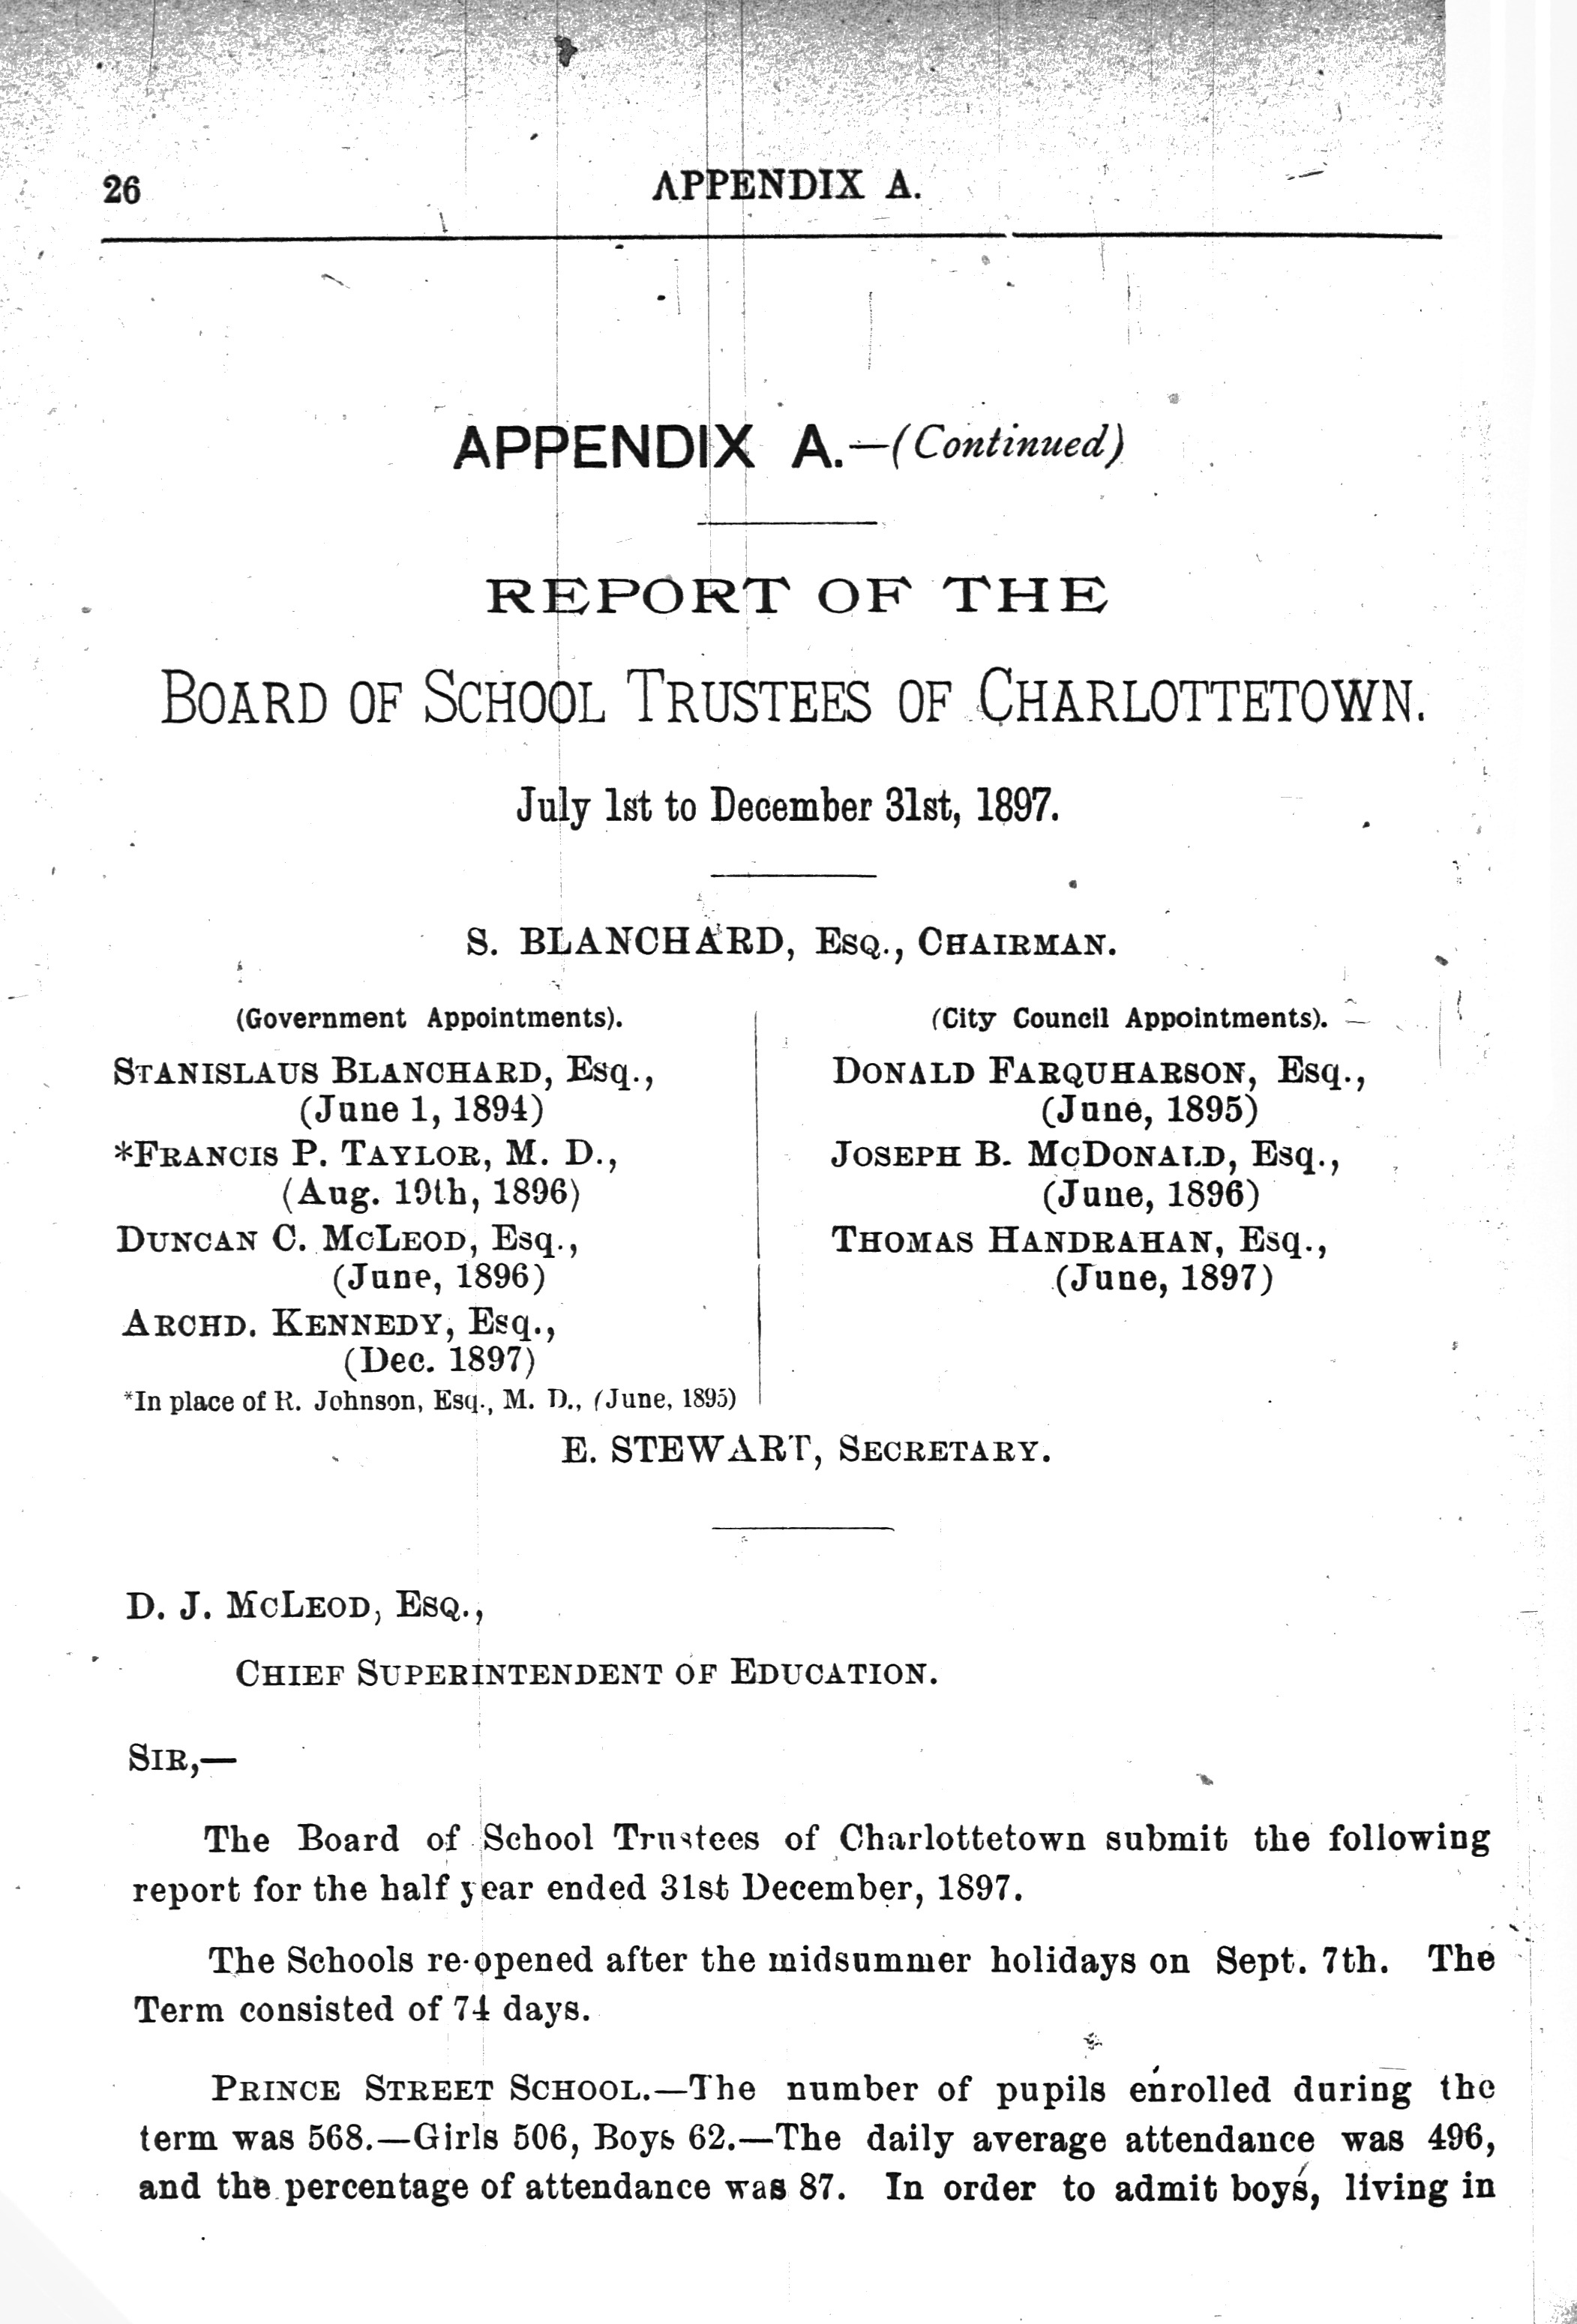 26
APPENDIX A.
APPENDIX A.—(Continued)
REPORT OF THE
BOARD OF SCHOOL TRUSTEES OF CHARLOTTETOWN.
July 1st to December 31st, 1897.
S. BLANCHARD, ESQ., CHAIRMAN.
(Government Appointments).
STANISLAUS BLANCHARD, Esq.,
(June 1, 1894)
*FRANCIS P. TAYLOR, M. D.,
(Aug. 19th, 1896)
DUNCAN C. MCLEOD, Esq.,
(June, 1896)
ARCHD. KENNEDY, Esq.,
(Dec. 1897)
*In place of R. Johnson, Esq., M. D., (June, 1895)
(City Council Appointments).
DONALD FARQUHARSON, Esq.,
(June, 1895)
JOSEPH B. MCDONALD, Esq.,
(June, 1896)
THOMAS HANDRAHAN, Esq.,
(June, 1897)
E. STEWART, SECRETARY.
D. J. MCLEOD, ESQ.,
CHIEF SUPERINTENDENT OF EDUCATION.
SIR,—
The Board of School Trustees of Charlottetown submit the following
report for the half year ended 31st December, 1897.
The Schools re-opened after the midsummer holidays on Sept. 7th. The
Term consisted of 74 days.
PRINCE STREET SCHOOL.—The number of pupils enrolled during the
term was 568.—Girls 506, Boys 62.—The daily average attendance was 496,
and the percentage of attendance was 87. In order to admit boys, living in